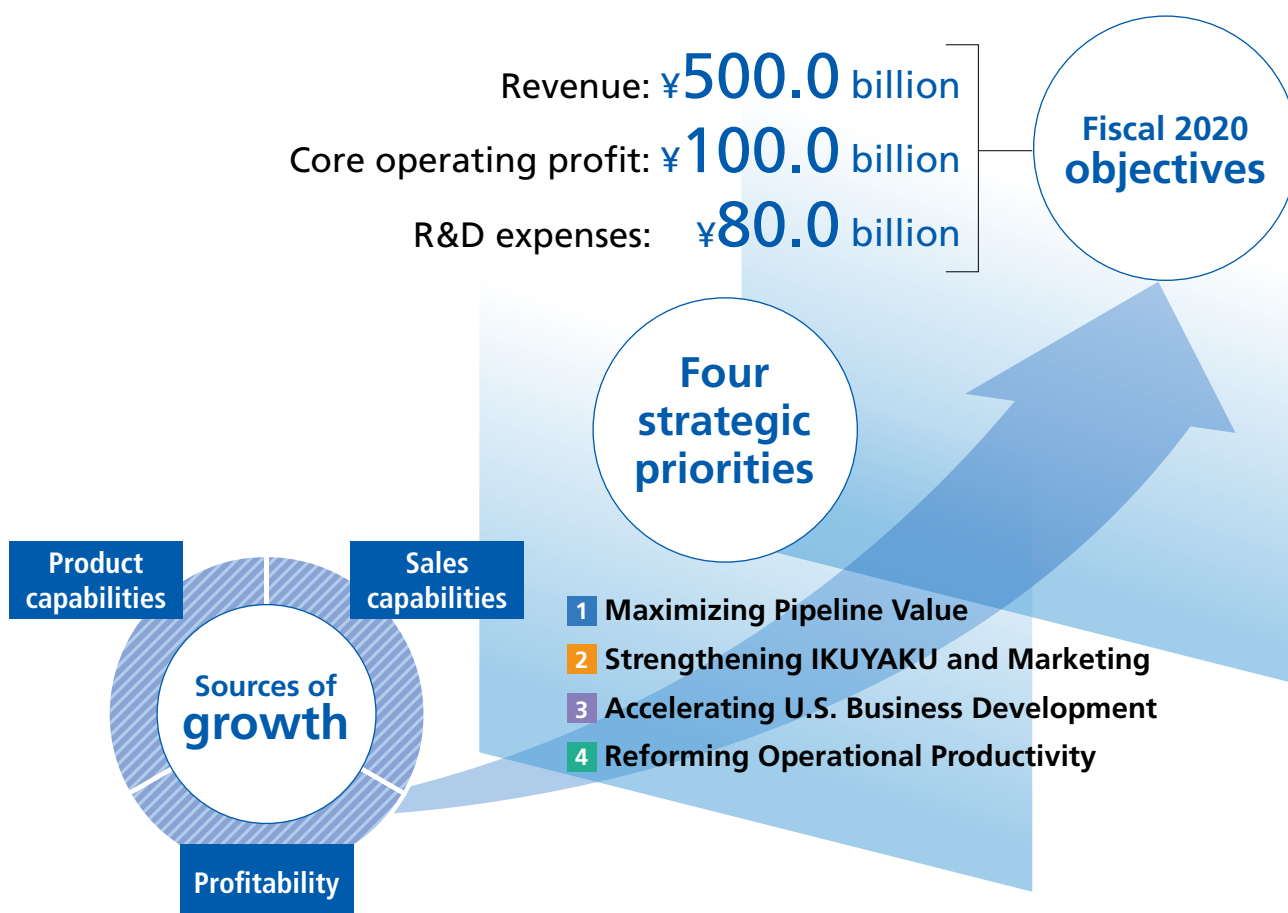 Revenue: ¥500.0 billion
Core operating profit: ¥100.0 billion
R&D expenses: ¥80.0 billion
Fiscal 2020
objectives
Four
strategic
priorities
Product
capabilities
Sales
capabilities
Sources of
growth
Profitability
1 Maximizing Pipeline Value
2 Strengthening IKUYAKU and Marketing
3 Accelerating U.S. Business Development
4 Reforming Operational Productivity